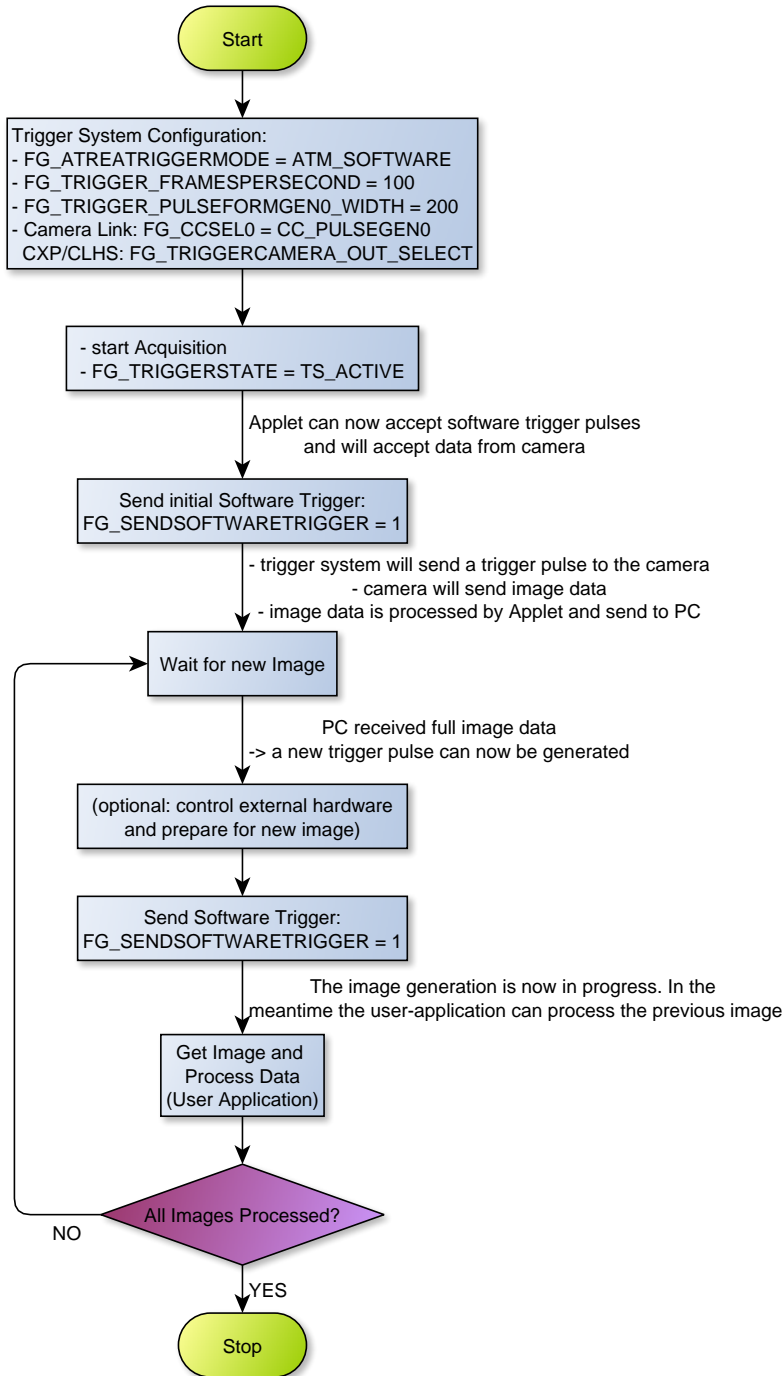 Start
Trigger System Configuration:
- FG_ATREATRIGGERMODE = ATM_SOFTWARE
- FG_TRIGGER_FRAMESPERSECOND = 100
- FG_TRIGGER_PULSEFORMGEN0_WIDTH = 200
- Camera Link: FG_CCSEL0 = CC_PULSEGEN0
CXP/CLHS: FG_TRIGGERCAMERA_OUT_SELECT
- start Acquisition
- FG_TRIGGERSTATE = TS_ACTIVE
Applet can now accept software trigger pulses
and will accept data from camera
Send initial Software Trigger:
FG_SENDSOFTWARETRIGGER = 1
- trigger system will send a trigger pulse to the camera
- camera will send image data
- image data is processed by Applet and send to PC
Wait for new Image
PC received full image data
-> a new trigger pulse can now be generated
(optional: control external hardware
and prepare for new image)
Send Software Trigger:
FG_SENDSOFTWARETRIGGER = 1
The image generation is now in progress. In the
meantime the user-application can process the previous image
Get Image and
Process Data
(User Application)
All Images Processed?
NO
YES
Stop